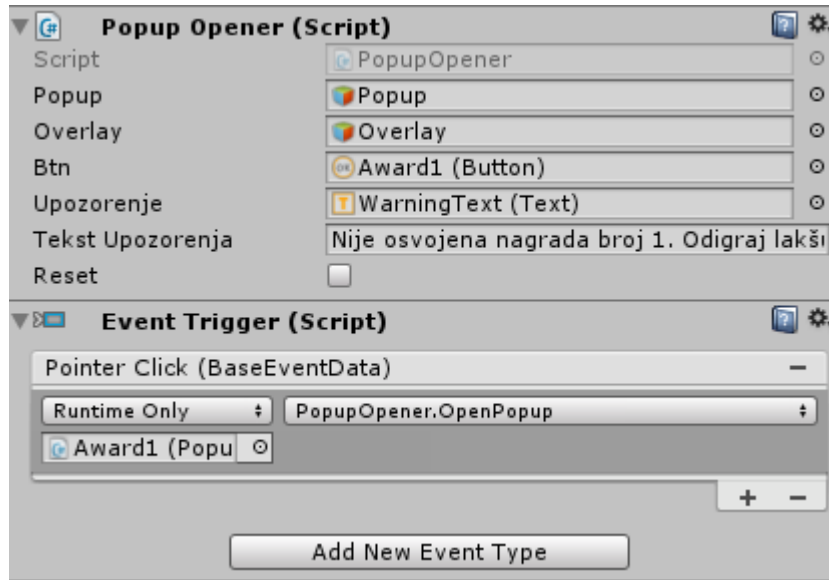 Popup Opener (Script)
Script PopupOpener
Popup Popup
Overlay Overlay
Btn Award1 (Button)
Upozorenje WarningText (Text)
Tekst Upozorenja Nije osvojena nagrada broj 1. Odigraj lakši
Reset
Event Trigger (Script)
Pointer Click (BaseEventData)
Runtime Only PopupOpener.OpenPopup
Award1 (Popu
Add New Event Type